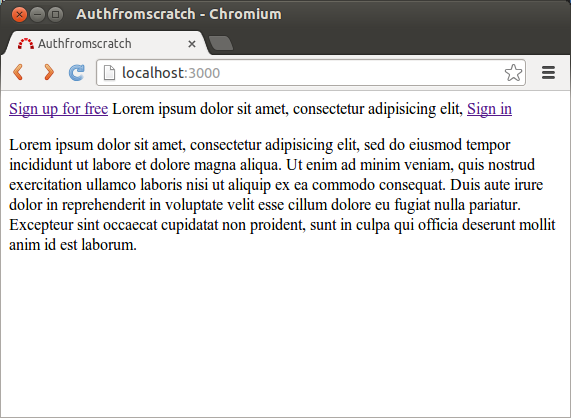 Authfromscratch - Chromium
Authfromscratch
localhost:3000
Sign up for free Lorem ipsum dolor sit amet, consectetur adipisicing elit, Sign in
Lorem ipsum dolor sit amet, consectetur adipisicing elit, sed do eiusmod tempor
incididunt ut labore et dolore magna aliqua. Ut enim ad minim veniam, quis nostrud
exercitation ullamco laboris nisi ut aliquip ex ea commodo consequat. Duis aute irure
dolor in reprehenderit in voluptate velit esse cillum dolore eu fugiat nulla pariatur.
Excepteur sint occaecat cupidatat non proident, sunt in culpa qui officia deserunt mollit
anim id est laborum.